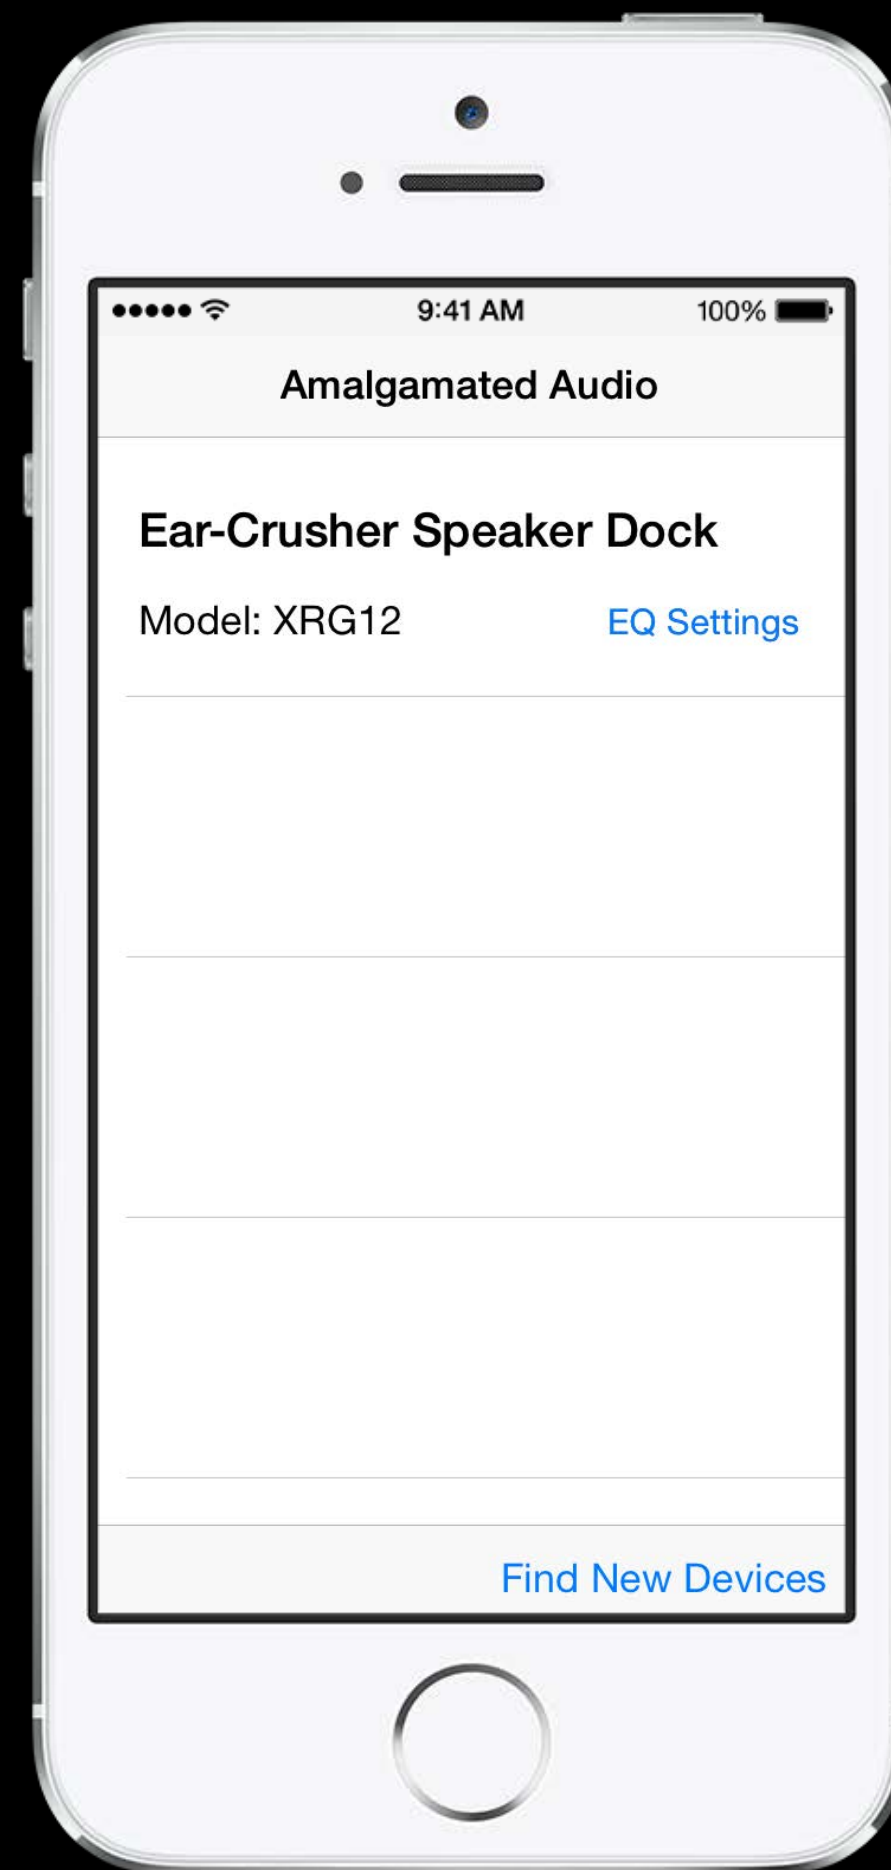 9:41 AM 100%
Amalgamated Audio
Ear-Crusher Speaker Dock
Model: XRG12 EQ Settings
Find New Devices